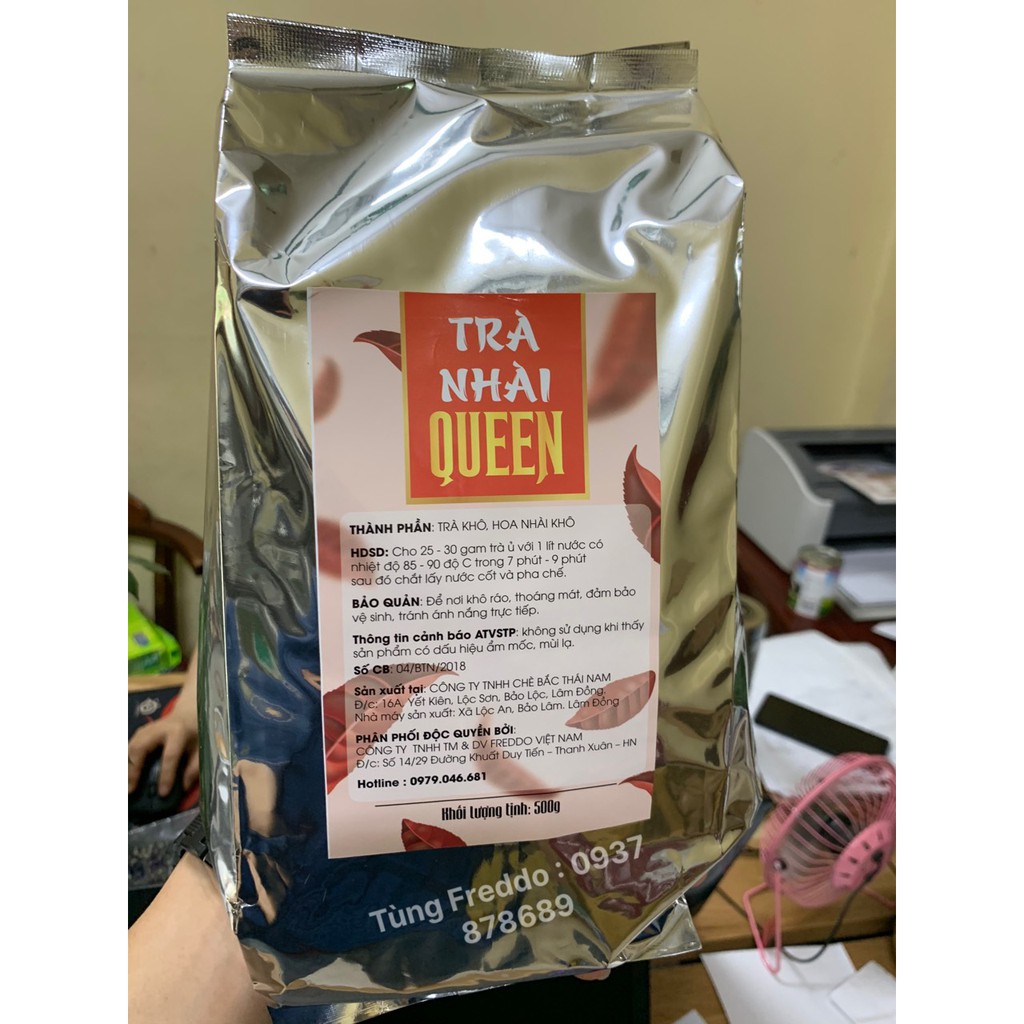 TRÀ
NHÀI
QUEEN
THÀNH PHẦN: TRÀ KHÔ, HOA NHÀI KHÔ
HDSD: Cho 25 - 30 gam trà ủ với 1 lít nước có
nhiệt độ 85 - 90 độ C trong 7 phút - 9 phút
sau đó chắt lấy nước cốt và pha chế.
BẢO QUẢN: Để nơi khô ráo, thoáng mát, đảm bảo
vệ sinh, tránh ánh nắng trực tiếp.
Thông tin cảnh báo ATVSTP: không sử dụng khi thấy
sản phẩm có dấu hiệu ẩm mốc, mùi lạ.
Số CB: 04/BTN/2018
Sản xuất tại: CÔNG TY TNHH CHÈ BẮC THÁI NAM
Đ/c: 16A, Yết Kiên, Lộc Sơn, Bảo Lộc, Lâm Đồng.
Nhà máy sản xuất: Xã Lộc An, Bảo Lâm. Lâm Đồng
PHÂN PHỐI ĐỘC QUYỀN BỞI:
CÔNG TY TNHH TM & DV FREDDO VIỆT NAM
Đ/c: Số 14/29 Đường Khuất Duy Tiến – Thanh Xuân – HN
Hotline : 0979.046.681
Khối lượng tịnh: 500g
Tùng Freddo : 0937
878689